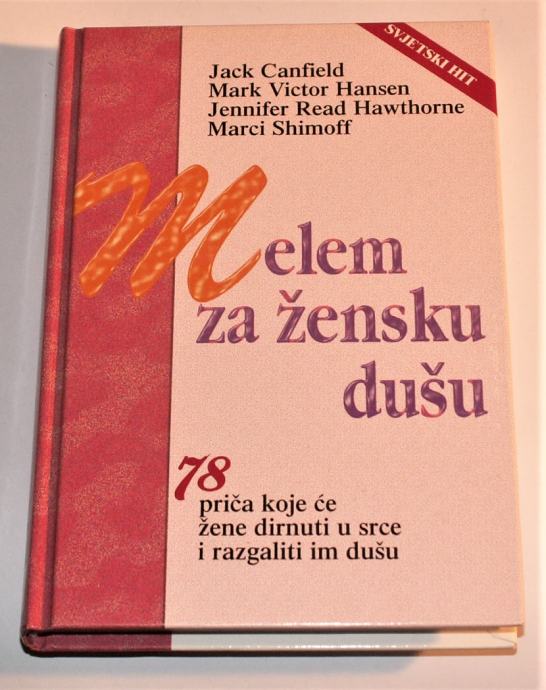 SVJETSKI HIT
Jack Canfield
Mark Victor Hansen
Jennifer Read Hawthorne
Marci Shimoff
Melem
za žensku
dušu
78
priča koje će
žene dirnuti u srce
i razgaliti im dušu